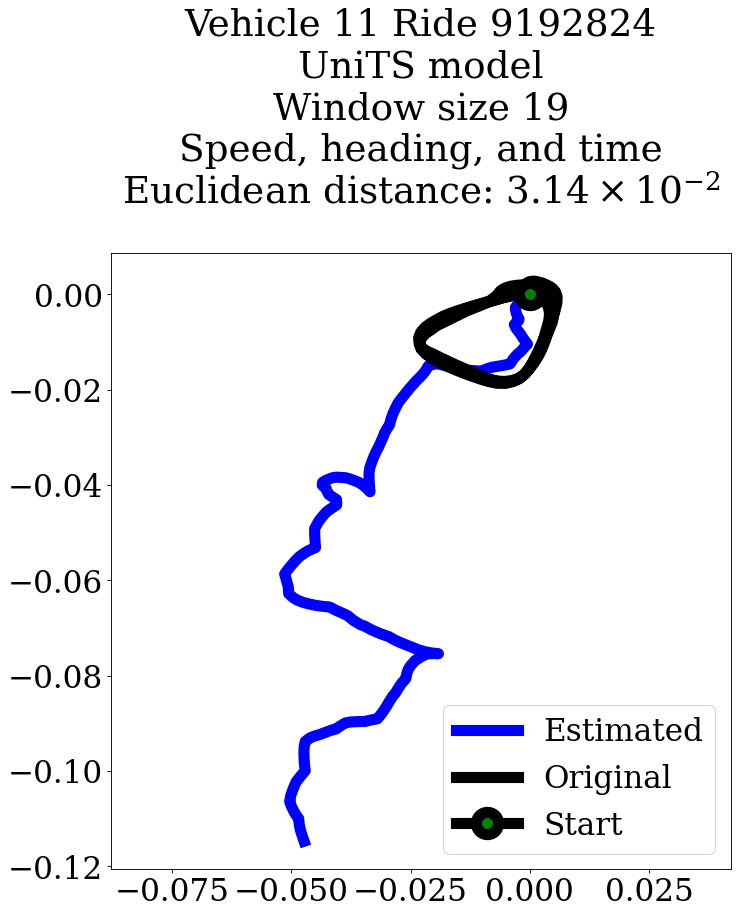 Vehicle 11 Ride 9192824
UniTS model
Window size 19
Speed, heading, and time
Euclidean distance: 3.14 × 10⁻²
0.00
−0.02
−0.04
−0.06
−0.08
−0.10
−0.12
Estimated
Original
Start
−0.075 −0.050 −0.025 0.000 0.025